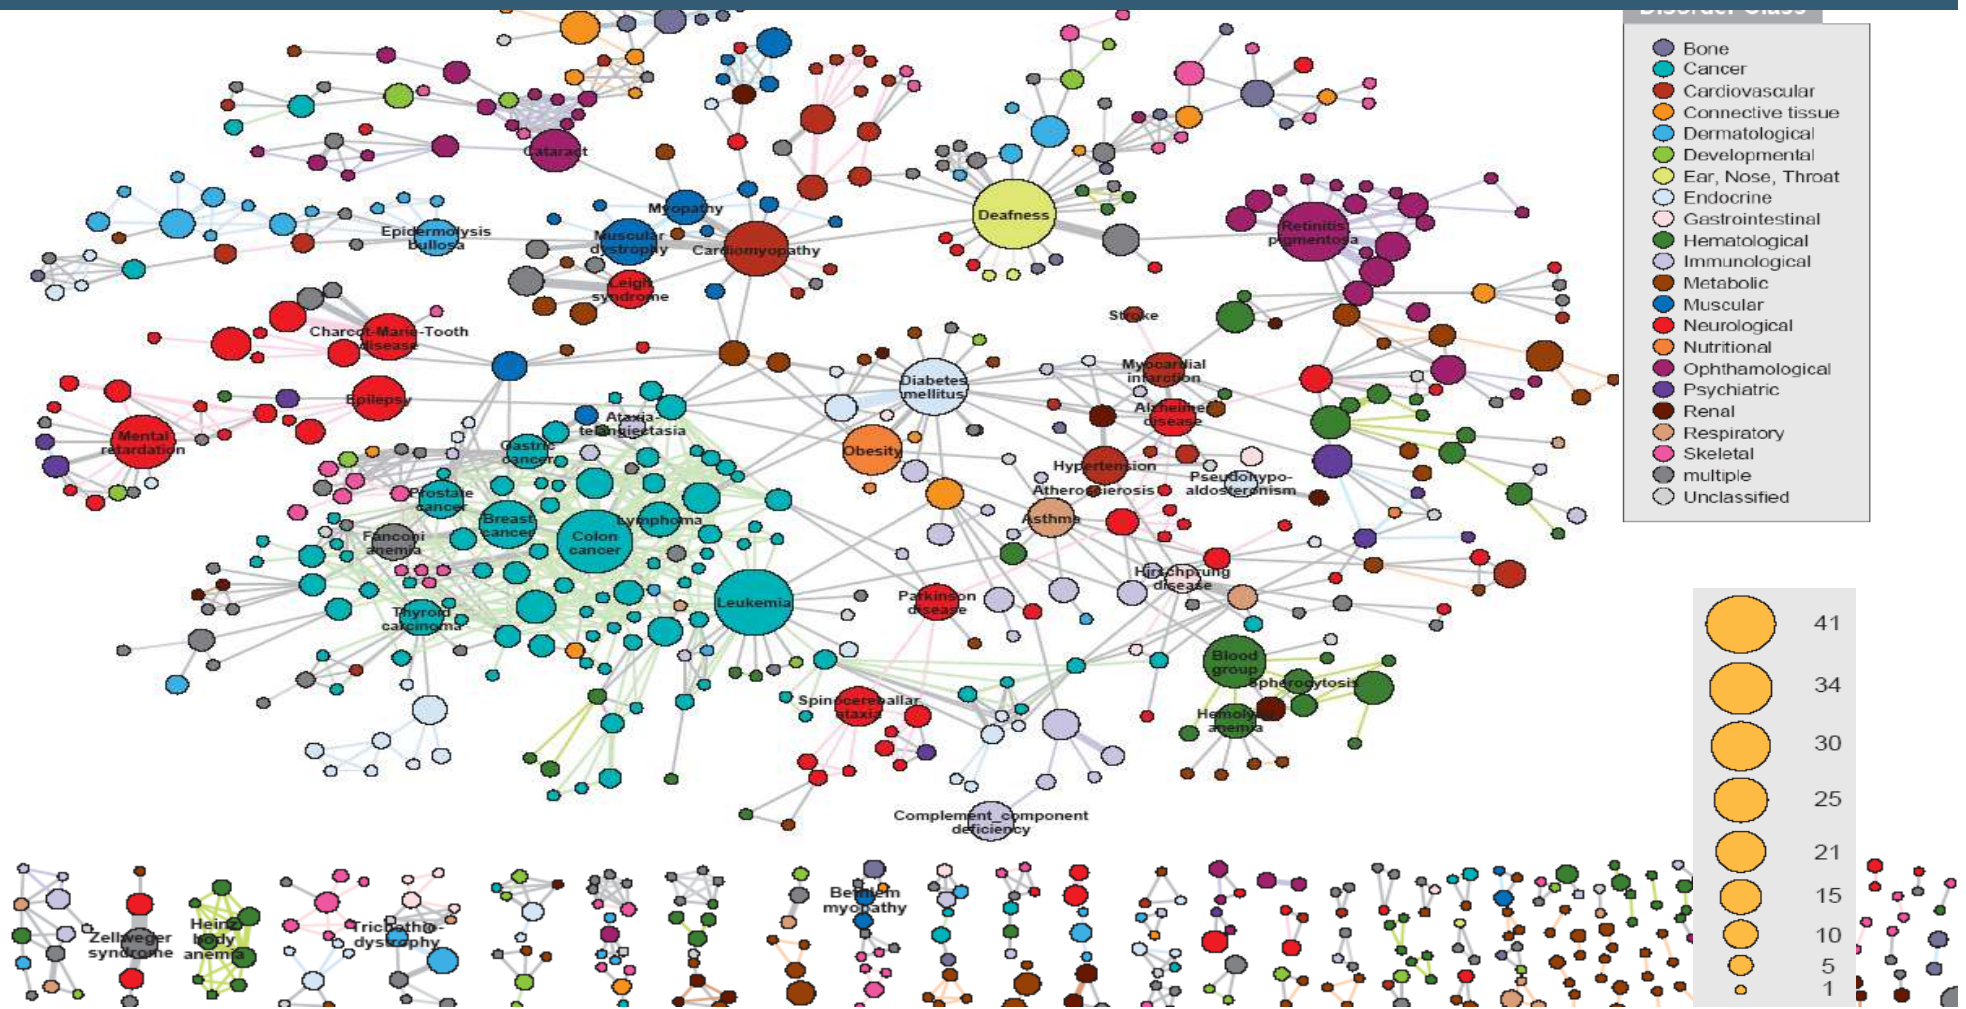 Disorder Class
Bone
Cancer
Cardiovascular
Connective tissue
Dermatological
Developmental
Ear, Nose, Throat
Endocrine
Gastrointestinal
Hematological
Immunological
Metabolic
Muscular
Neurological
Nutritional
Ophthamological
Psychiatric
Renal
Respiratory
Skeletal
multiple
Unclassified
Cataract
Myopathy
Epidermolysis
bullosa
Muscular
dystrophy
Cardiomyopathy
Leigh
syndrome
Deafness
Retinitis
pigmentosa
Charcot-Marie-Tooth
disease
Stroke
Myocardial
infarction
Diabetes
mellitus
Epilepsy
Alzheimer
disease
Ataxia-
telangiectasia
Mental
retardation
Gastric
cancer
Obesity
Hypertension
Pseudohypo-
aldosteronism
Atherosclerosis
Prostate
cancer
Breast
cancer
Lymphoma
Asthma
Fanconi
anemia
Colon
cancer
Hirschprung
disease
Leukemia
Parkinson
disease
Thyroid
carcinoma
Blood
group
Spherocytosis
Spinocereballar
ataxia
Hemolytic
anemia
Complement_component
deficiency
Zellweger
syndrome
Heinz
body
anemia
Trichothio-
dystrophy
Bethlem
myopathy
41
34
30
25
21
15
10
5
1